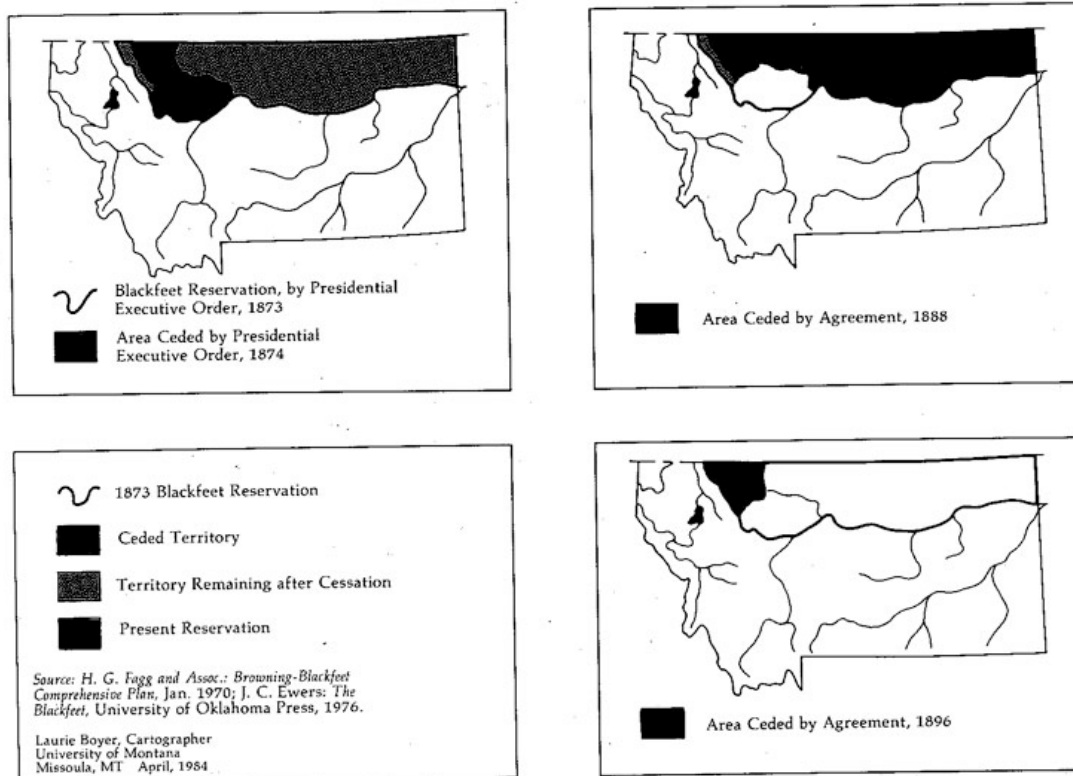 Blackfeet Reservation, by Presidential
Executive Order, 1873
Area Ceded by Presidential
Executive Order, 1874
Area Ceded by Agreement, 1888
1873 Blackfeet Reservation
Ceded Territory
Territory Remaining after Cessation
Present Reservation
Source: H. G. Fagg and Assoc.: Browning-Blackfeet
Comprehensive Plan, Jan. 1970; J. C. Ewers: The
Blackfeet, University of Oklahoma Press, 1976.
Laurie Boyer, Cartographer
University of Montana
Missoula, MT April, 1984
Area Ceded by Agreement, 1896